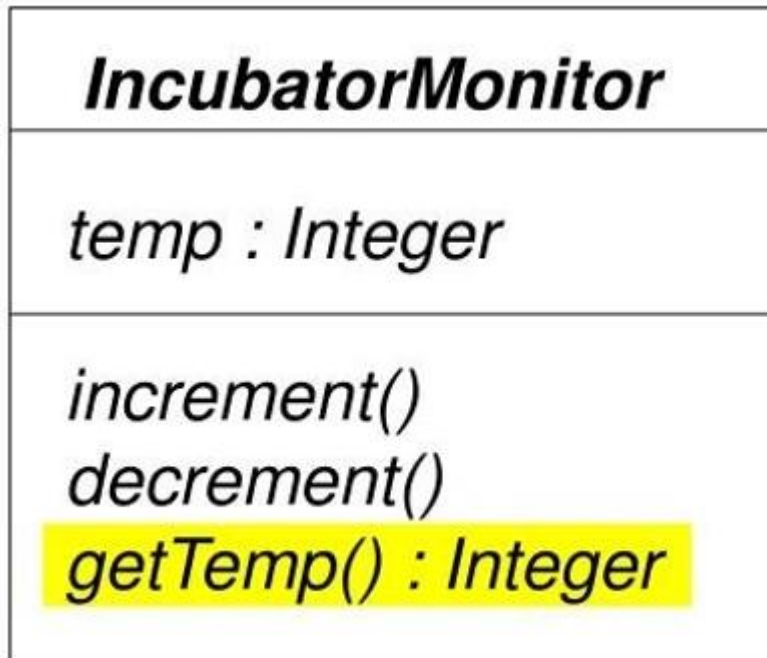 IncubatorMonitor
temp : Integer
increment()
decrement()
getTemp() : Integer